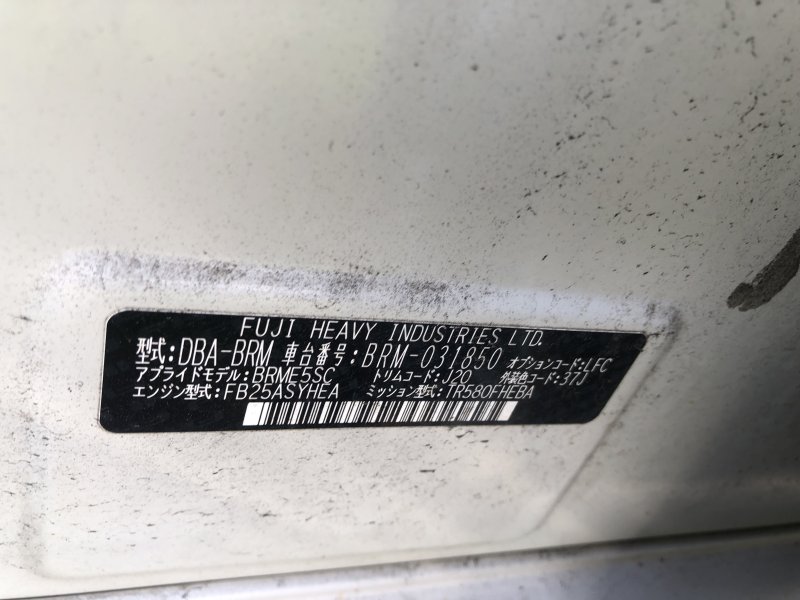 FUJI HEAVY INDUSTRIES LTD.
型式:DBA-BRM 車台番号:BRM-031850 オプションコード:LFC
アプライドモデル:BRME5SC トリムコード:J20 外装色コード:37J
エンジン型式:FB25ASYHEA ミッション型式:TR580FHEBA